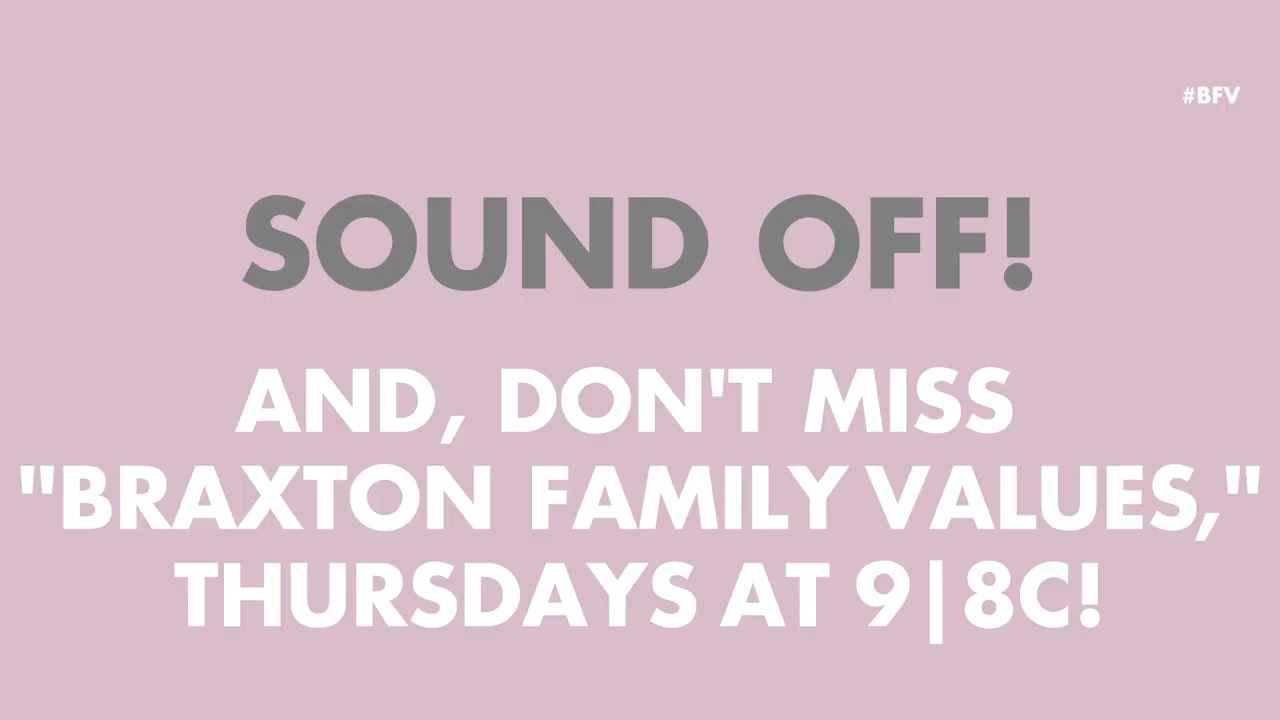 #BFV
SOUND OFF!
AND, DON'T MISS
"BRAXTON FAMILY VALUES,"
THURSDAYS AT 9|8C!